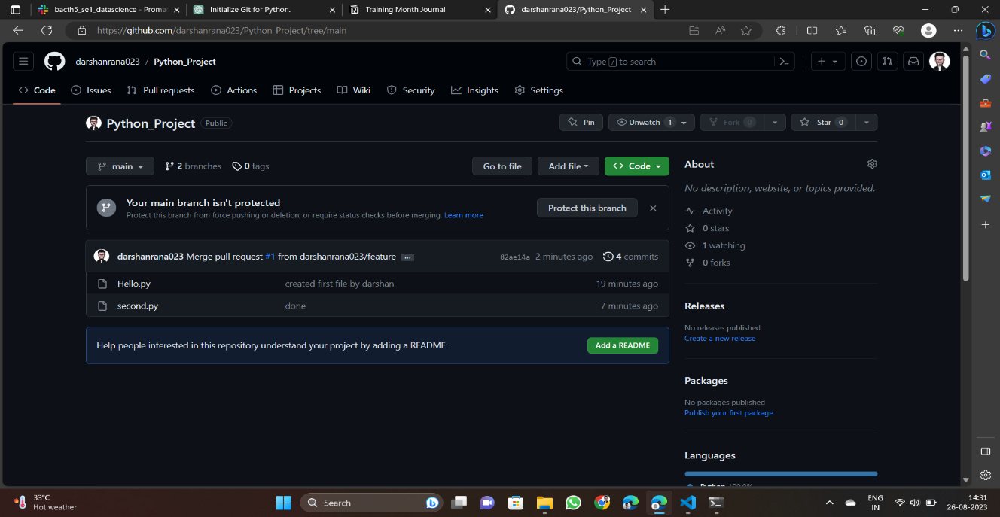 bacth5_se1_datascience - Proma
Initialize Git for Python.
Training Month Journal
darshanrana023/Python_Project
https://github.com/darshanrana023/Python_Project/tree/main
darshanrana023 / Python_Project
Type / to search
Code
Issues
Pull requests
Actions
Projects
Wiki
Security
Insights
Settings
Python_Project Public
Pin
Unwatch 1
Fork 0
Star 0
main
2 branches
0 tags
Go to file
Add file
<> Code
Your main branch isn't protected
Protect this branch from force pushing or deletion, or require status checks before merging. Learn more
Protect this branch
darshanrana023 Merge pull request #1 from darshanrana023/feature ...
82ae14a 2 minutes ago
4 commits
Hello.py created first file by darshan 19 minutes ago
second.py done 7 minutes ago
Help people interested in this repository understand your project by adding a README.
Add a README
About
No description, website, or topics provided.
Activity
0 stars
1 watching
0 forks
Releases
No releases published
Create a new release
Packages
No packages published
Publish your first package
Languages
Python 100.0%
33°C
Hot weather
Search
ENG
IN
14:31
26-08-2023